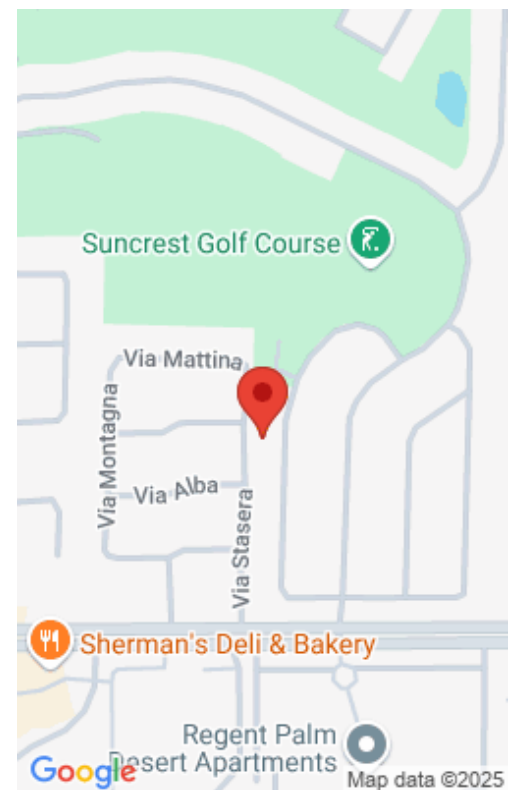 Suncrest Golf Course
Via Mattina
Via Montagna
Via Alba
Via Stasera
Sherman's Deli & Bakery
Regent Palm
Desert Apartments
Google
Map data ©2025